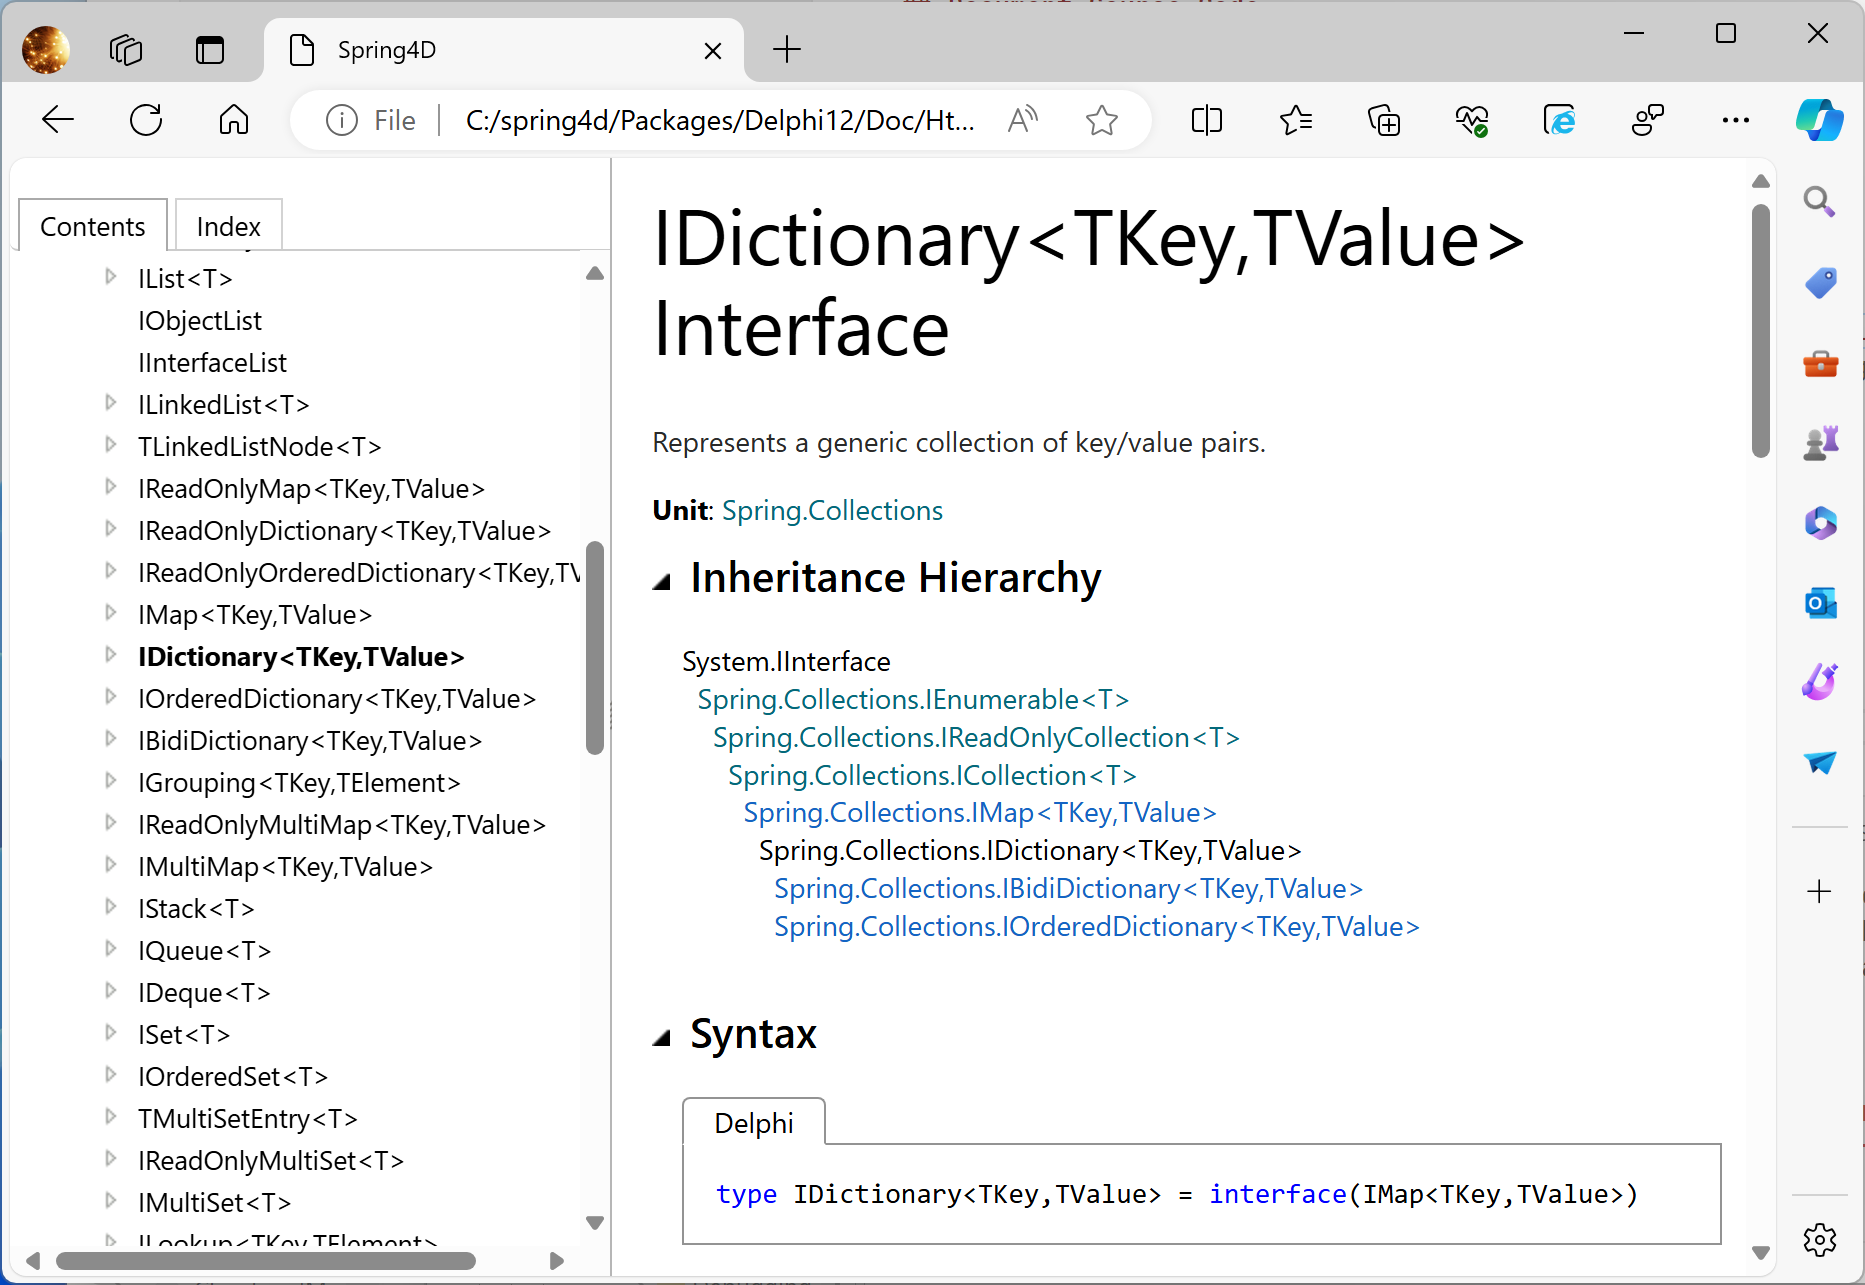 Spring4D
File
C:/spring4d/Packages/Delphi12/Doc/Ht...
Contents
Index
IList<T>
IObjectList
IInterfaceList
ILinkedList<T>
TLinkedListNode<T>
IReadOnlyMap<TKey,TValue>
IReadOnlyDictionary<TKey,TValue>
IReadOnlyOrderedDictionary<TKey,TV
IMap<TKey,TValue>
IDictionary<TKey,TValue>
IOrderedDictionary<TKey,TValue>
IBidiDictionary<TKey,TValue>
IGrouping<TKey,TElement>
IReadOnlyMultiMap<TKey,TValue>
IMultiMap<TKey,TValue>
IStack<T>
IQueue<T>
IDeque<T>
ISet<T>
IOrderedSet<T>
TMultiSetEntry<T>
IReadOnlyMultiSet<T>
IMultiSet<T>
ILookup<TKey,TElement>
IDictionary<TKey,TValue>
Interface
Represents a generic collection of key/value pairs.
Unit: Spring.Collections
Inheritance Hierarchy
System.IInterface
Spring.Collections.IEnumerable<T>
Spring.Collections.IReadOnlyCollection<T>
Spring.Collections.ICollection<T>
Spring.Collections.IMap<TKey,TValue>
Spring.Collections.IDictionary<TKey,TValue>
Spring.Collections.IBidiDictionary<TKey,TValue>
Spring.Collections.IOrderedDictionary<TKey,TValue>
Syntax
Delphi
type IDictionary<TKey,TValue> = interface(IMap<TKey,TValue>)